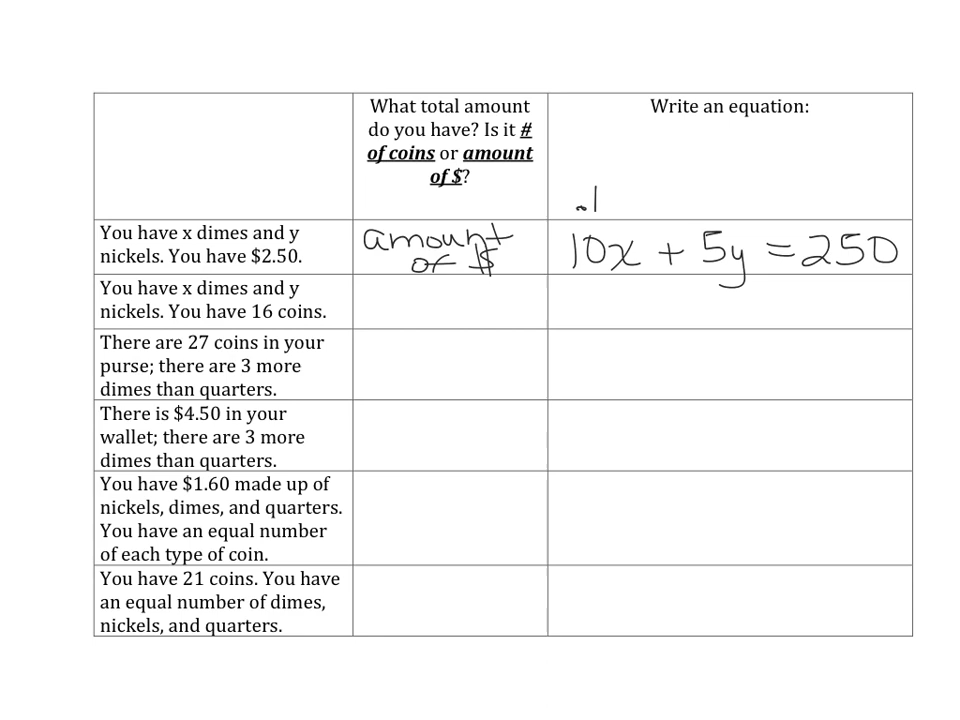 What total amount
do you have? Is it #
of coins or amount
of $?
Write an equation:
.1
You have x dimes and y
nickels. You have $2.50.
amount
of $
10x + 5y = 250
You have x dimes and y
nickels. You have 16 coins.
There are 27 coins in your
purse; there are 3 more
dimes than quarters.
There is $4.50 in your
wallet; there are 3 more
dimes than quarters.
You have $1.60 made up of
nickels, dimes, and quarters.
You have an equal number
of each type of coin.
You have 21 coins. You have
an equal number of dimes,
nickels, and quarters.